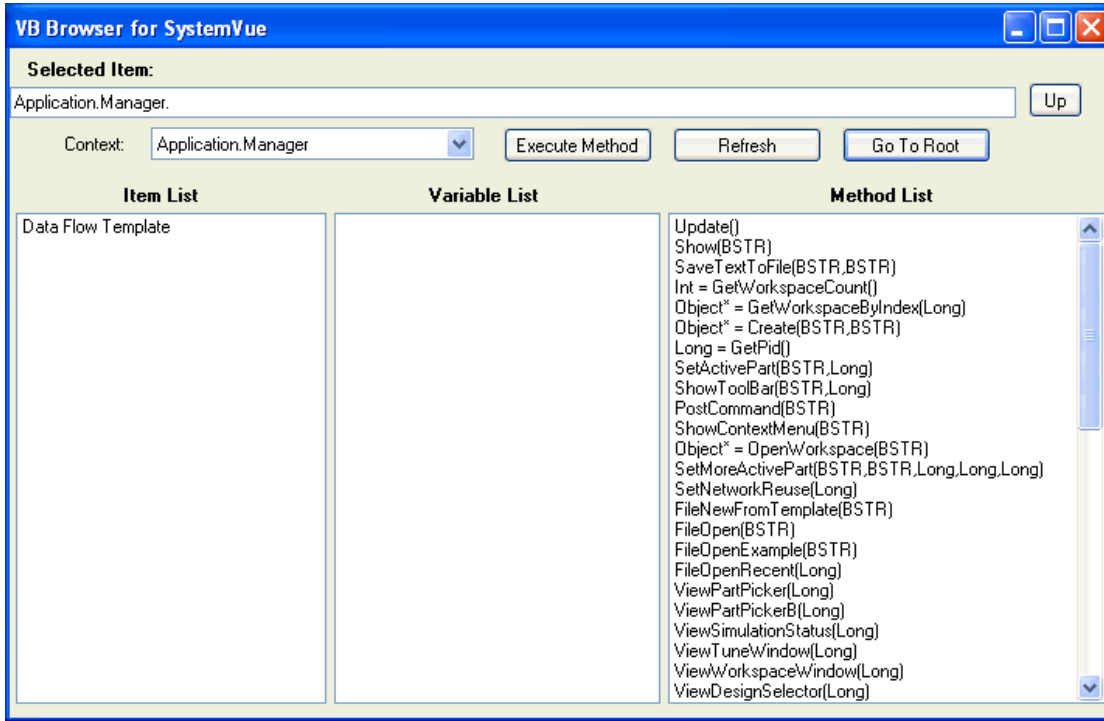 VB Browser for SystemVue
Selected Item:
Application.Manager.
Up
Context: Application.Manager Execute Method Refresh Go To Root
Item List Variable List Method List
Data Flow Template
Update()
Show(BSTR)
SaveTextToFile(BSTR,BSTR)
Int = GetWorkspaceCount()
Object* = GetWorkspaceByIndex(Long)
Object* = Create(BSTR,BSTR)
Long = GetPid()
SetActivePart(BSTR,Long)
ShowToolBar(BSTR,Long)
PostCommand(BSTR)
ShowContextMenu(BSTR)
Object* = OpenWorkspace(BSTR)
SetMoreActivePart(BSTR,BSTR,Long,Long,Long)
SetNetworkReuse(Long)
FileNewFromTemplate(BSTR)
FileOpen(BSTR)
FileOpenExample(BSTR)
FileOpenRecent(Long)
ViewPartPicker(Long)
ViewPartPickerB(Long)
ViewSimulationStatus(Long)
ViewTuneWindow(Long)
ViewWorkspaceWindow(Long)
ViewDesignSelector(Long)